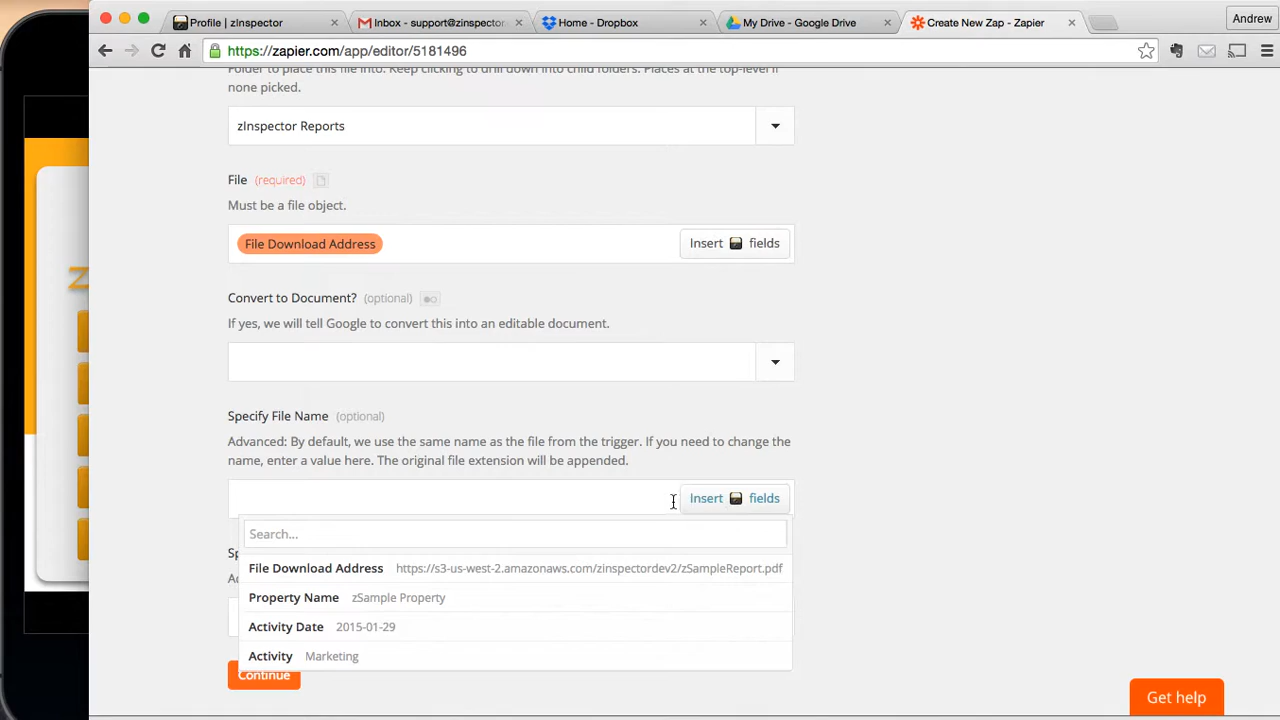 Profile | zInspector
Inbox - support@zinspector
Home - Dropbox
My Drive - Google Drive
Create New Zap - Zapier
Andrew
https://zapier.com/app/editor/5181496
Folder to place this file into. Keep clicking to drill down into child folders. Places at the top-level if
none picked.
zInspector Reports
File (required)
Must be a file object.
File Download Address
Insert fields
Convert to Document? (optional)
If yes, we will tell Google to convert this into an editable document.
Specify File Name (optional)
Advanced: By default, we use the same name as the file from the trigger. If you need to change the
name, enter a value here. The original file extension will be appended.
Insert fields
Search...
Sp
File Download Address https://s3-us-west-2.amazonaws.com/zinspectordev2/zSampleReport.pdf
Ad
Property Name zSample Property
Activity Date 2015-01-29
Activity Marketing
Continue
Get help